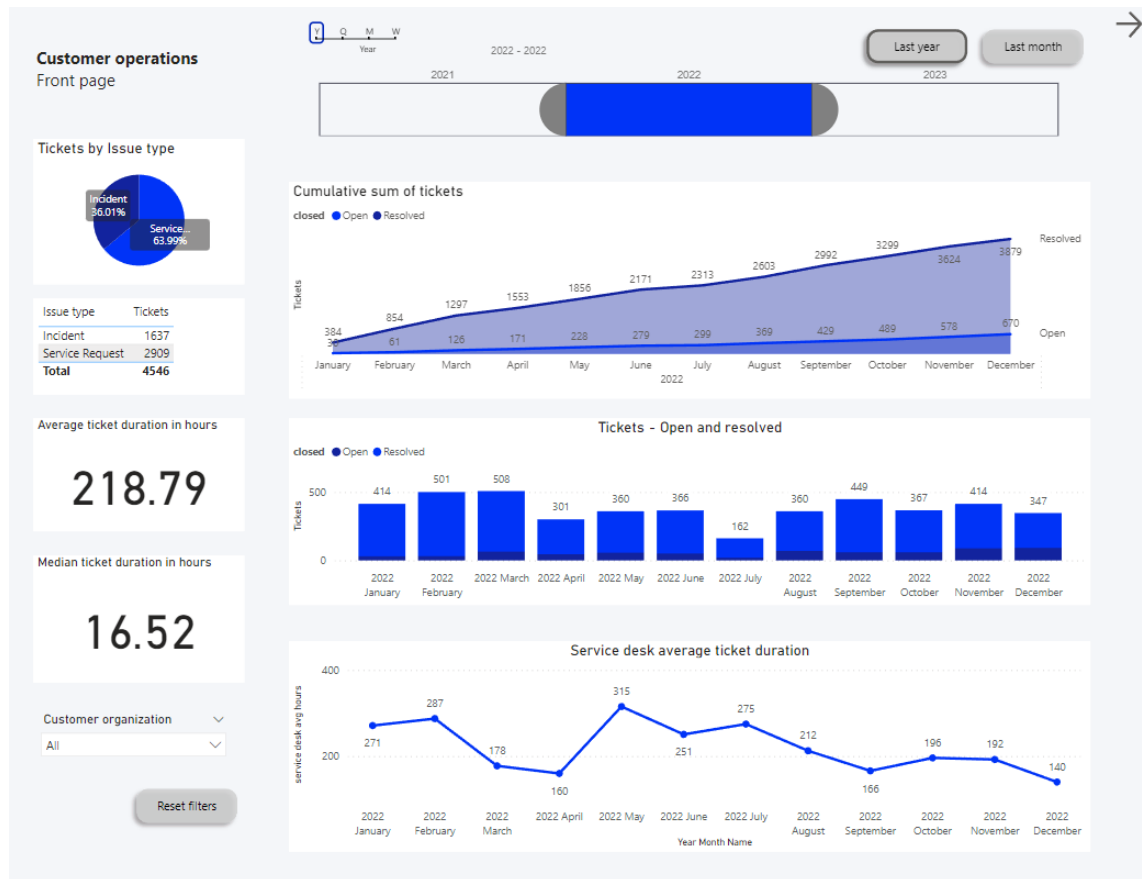 Customer operations
Front page
Y Q M W
Year
2022 - 2022
Last year
Last month
2021 2022 2023
Tickets by Issue type
Incident
36.01%
Service...
63.99%
Issue type Tickets
Incident 1637
Service Request 2909
Total 4546
Average ticket duration in hours
218.79
Median ticket duration in hours
16.52
Customer organization
All
Reset filters
Cumulative sum of tickets
closed Open Resolved
Tickets
384 854 1297 1553 1856 2171 2313 2603 2992 3299 3624 3879
Resolved
61 126 171 228 279 299 369 429 489 578 670
Open
January February March April May June July August September October November December
2022
Tickets - Open and resolved
closed Open Resolved
Tickets
500
0
414 501 508 301 360 366 162 360 449 367 414 347
2022 January
2022 February
2022 March
2022 April
2022 May
2022 June
2022 July
2022 August
2022 September
2022 October
2022 November
2022 December
Service desk average ticket duration
service desk avg hours
400
200
271 287 178 160 315 251 275 212 166 196 192 140
2022 January
2022 February
2022 March
2022 April
2022 May
2022 June
2022 July
2022 August
2022 September
2022 October
2022 November
2022 December
Year Month Name